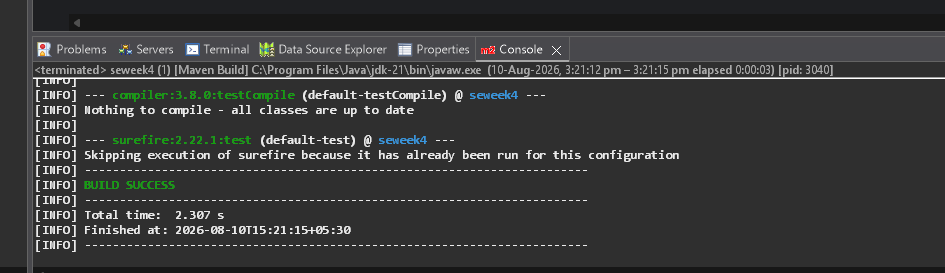 Problems Servers Terminal Data Source Explorer Properties Console
<terminated> seweek4 (1) [Maven Build] C:\Program Files\Java\jdk-21\bin\javaw.exe (10-Aug-2026, 3:21:12 pm – 3:21:15 pm elapsed 0:00:03) [pid: 3040]
[INFO]
[INFO] --- compiler:3.8.0:testCompile (default-testCompile) @ seweek4 ---
[INFO] Nothing to compile - all classes are up to date
[INFO]
[INFO] --- surefire:2.22.1:test (default-test) @ seweek4 ---
[INFO] Skipping execution of surefire because it has already been run for this configuration
[INFO] ------------------------------------------------------------------------
[INFO] BUILD SUCCESS
[INFO] ------------------------------------------------------------------------
[INFO] Total time:  2.307 s
[INFO] Finished at: 2026-08-10T15:21:15+05:30
[INFO] ------------------------------------------------------------------------